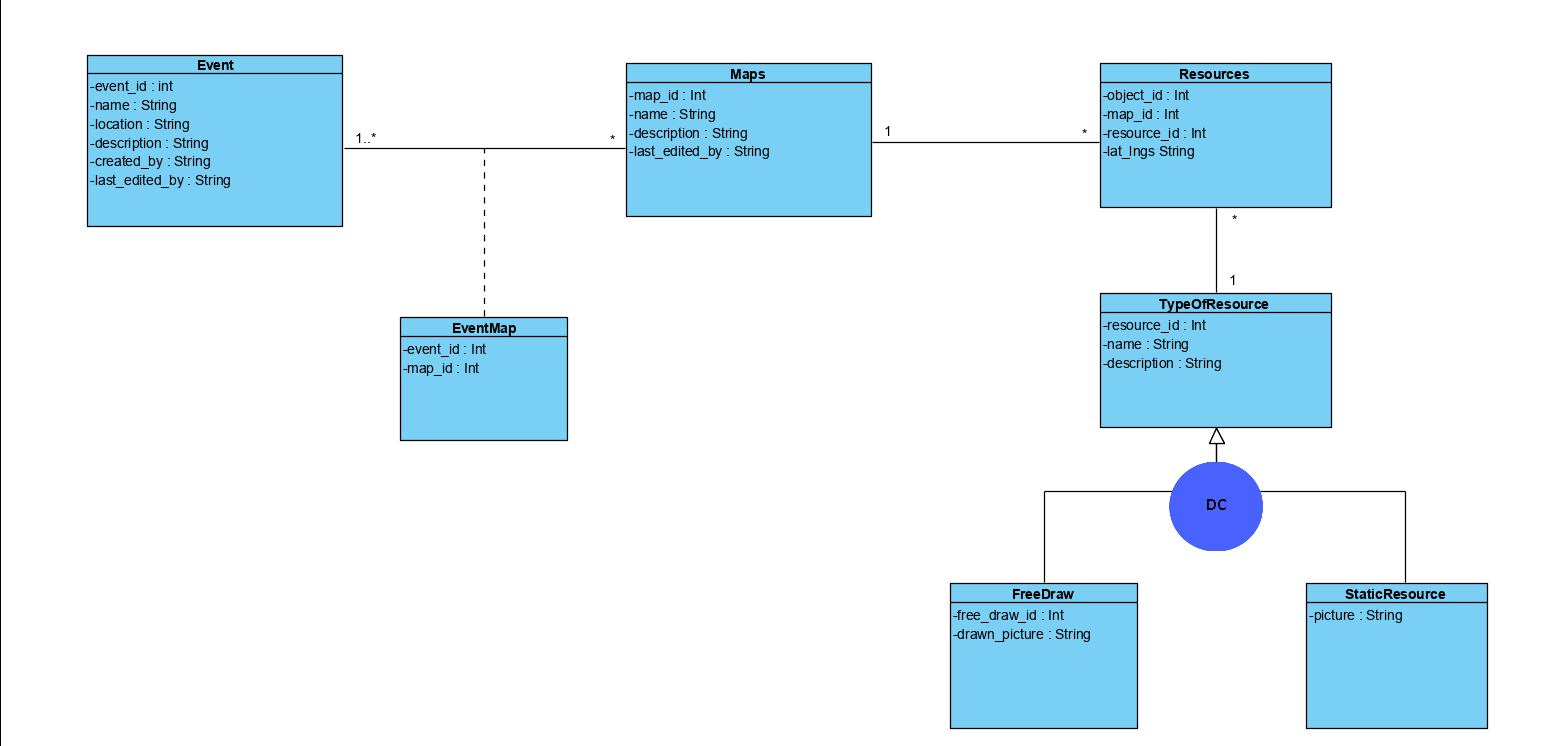 Event
-event_id : int
-name : String
-location : String
-description : String
-created_by : String
-last_edited_by : String
1..*
*
Maps
-map_id : Int
-name : String
-description : String
-last_edited_by : String
1
*
Resources
-object_id : Int
-map_id : Int
-resource_id : Int
-lat_lngs String
*
1
EventMap
-event_id : Int
-map_id : Int
TypeOfResource
-resource_id : Int
-name : String
-description : String
DC
FreeDraw
-free_draw_id : Int
-drawn_picture : String
StaticResource
-picture : String